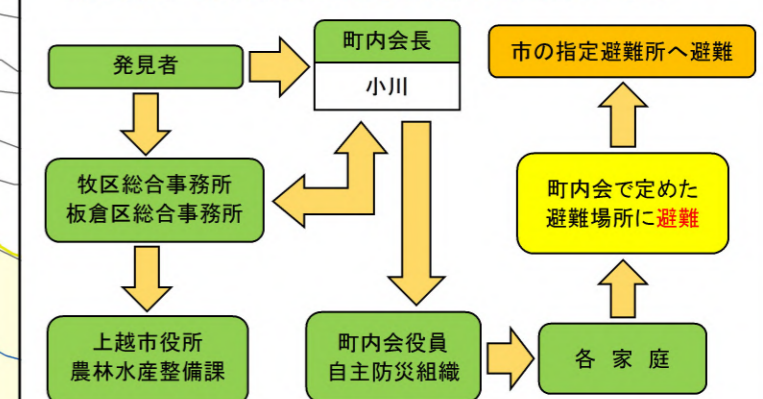 発見者
町内会長
小川
市の指定避難所へ避難
牧区総合事務所
板倉区総合事務所
町内会で定めた
避難場所に避難
上越市役所
農林水産整備課
町内会役員
自主防災組織
各 家 庭